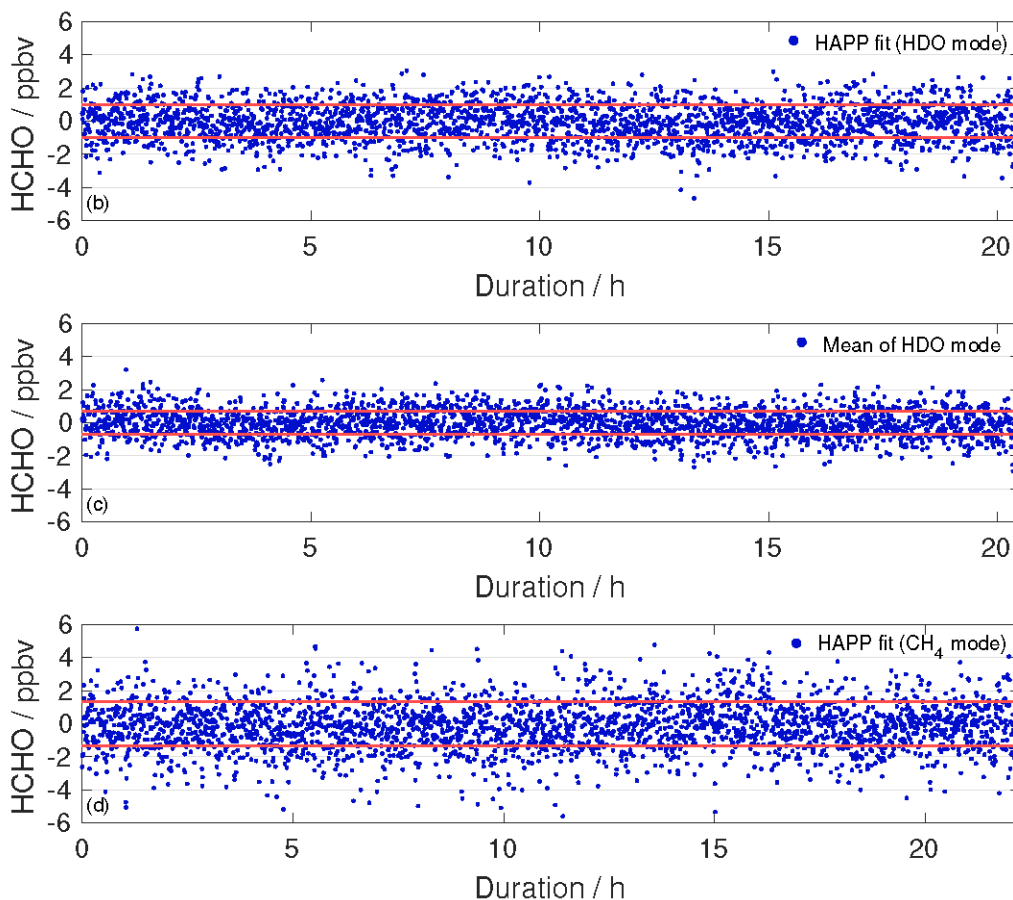 6
HAPP fit (HDO mode)
4
2
0
-2
-4
-6
HCHO / ppbv
(b)
0 5 10 15 20
Duration / h
6
Mean of HDO mode
4
2
0
-2
-4
-6
HCHO / ppbv
(c)
0 5 10 15 20
Duration / h
6
HAPP fit (CH4 mode)
4
2
0
-2
-4
-6
HCHO / ppbv
(d)
0 5 10 15 20
Duration / h